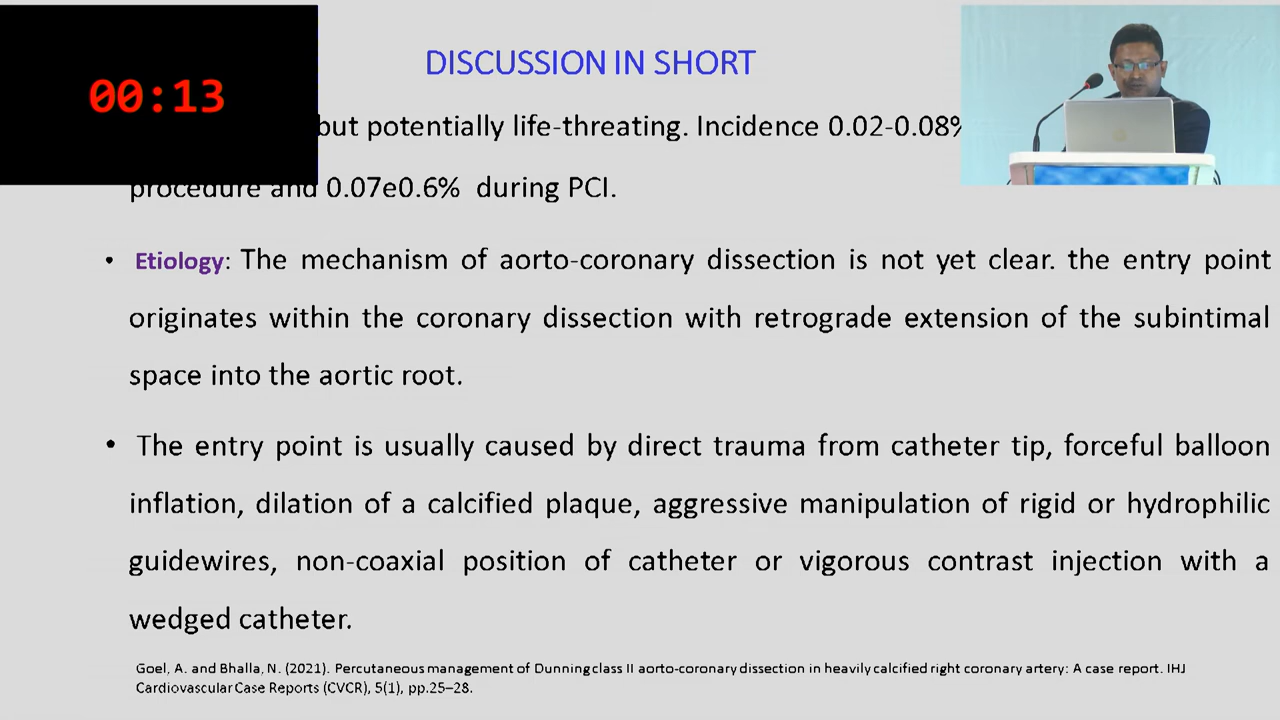 00:13
DISCUSSION IN SHORT
but potentially life-threating. Incidence 0.02-0.08%
procedure and 0.07e0.6% during PCI.
• Etiology: The mechanism of aorto-coronary dissection is not yet clear. the entry point
originates within the coronary dissection with retrograde extension of the subintimal
space into the aortic root.
• The entry point is usually caused by direct trauma from catheter tip, forceful balloon
inflation, dilation of a calcified plaque, aggressive manipulation of rigid or hydrophilic
guidewires, non-coaxial position of catheter or vigorous contrast injection with a
wedged catheter.
Goel, A. and Bhalla, N. (2021). Percutaneous management of Dunning class II aorto-coronary dissection in heavily calcified right coronary artery: A case report. IHJ
Cardiovascular Case Reports (CVCR), 5(1), pp.25–28.